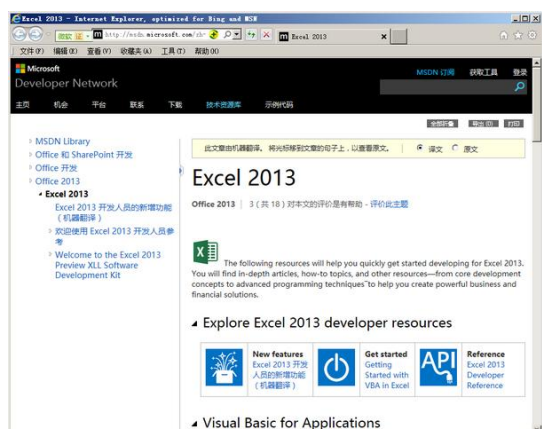 Excel 2013 - Internet Explorer, optimized for Bing and MSN
http://msdn.microsoft.com/zh-
Excel 2013
文件(F) 编辑(E) 查看(V) 收藏夹(A) 工具(T) 帮助(H)
Microsoft
Developer Network
MSDN 订阅 获取工具 登录
主页 机会 平台 联系 下载 技术资源库 示例代码
全部折叠 导出(0) 打印
MSDN Library
Office 和 SharePoint 开发
Office 开发
Office 2013
Excel 2013
Excel 2013 开发人员的新增功能
(机器翻译)
欢迎使用 Excel 2013 开发人员参
考
Welcome to the Excel 2013
Preview XLL Software
Development Kit
此文章由机器翻译。 将光标移到文章的句子上,以查看原文。 译文 原文
Excel 2013
Office 2013 3(共 18)对本文的评价是有帮助 - 评价此主题
The following resources will help you quickly get started developing for Excel 2013.
You will find in-depth articles, how-to topics, and other resources—from core development
concepts to advanced programming techniques˜to help you create powerful business and
financial solutions.
Explore Excel 2013 developer resources
New features
Excel 2013 开发
人员的新增功能
(机器翻译)
Get started
Getting
Started with
VBA in Excel
API
Reference
Excel 2013
Developer
Reference
Visual Basic for Applications